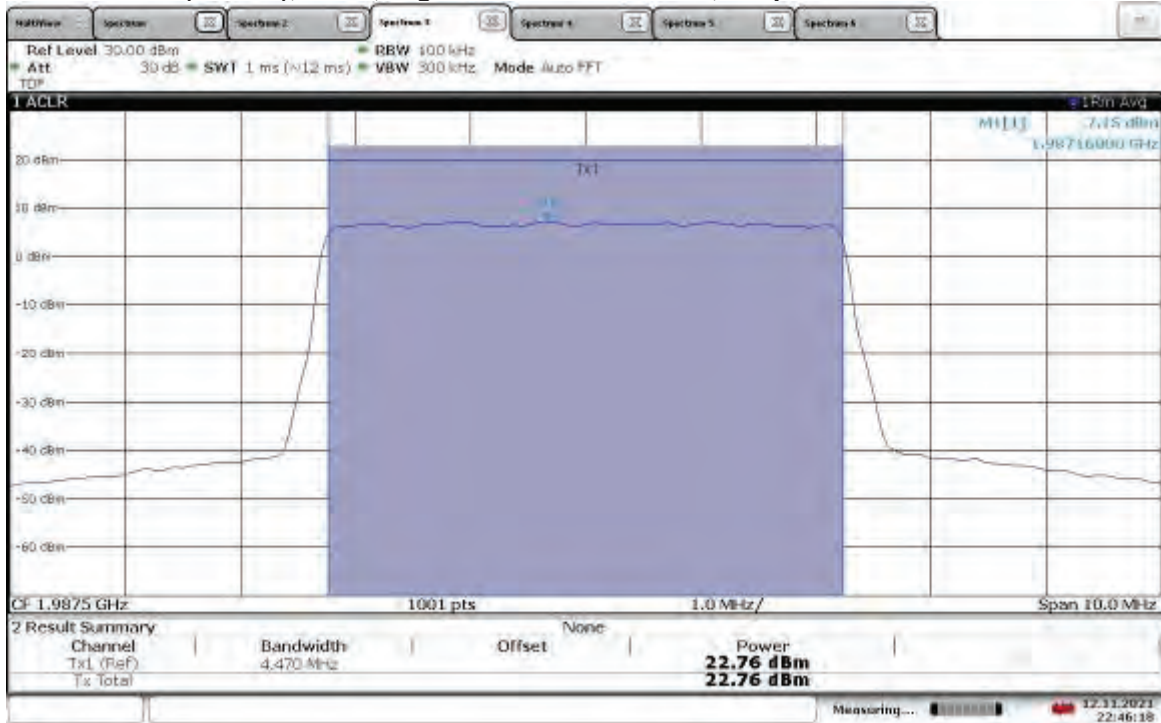 MultiView Spectrum Spectrum 2 Spectrum 3 Spectrum 4 Spectrum 5 Spectrum 6
Ref Level 30.00 dBm RBW 100 kHz
Att 30 dB SWT 1 ms (~12 ms) VBW 300 kHz Mode Auto FFT
TDF
1 ACLR 1Rm Avg
M1[1] 7.15 dBm
1.98716000 GHz
20 dBm
Tx1
10 dBm
0 dBm
-10 dBm
-20 dBm
-30 dBm
-40 dBm
-50 dBm
-60 dBm
CF 1.9875 GHz 1001 pts 1.0 MHz/ Span 10.0 MHz
2 Result Summary None
Channel Bandwidth Offset Power
Tx1 (Ref) 4.470 MHz 22.76 dBm
Tx Total 22.76 dBm
Measuring... 12.11.2021
22:46:18